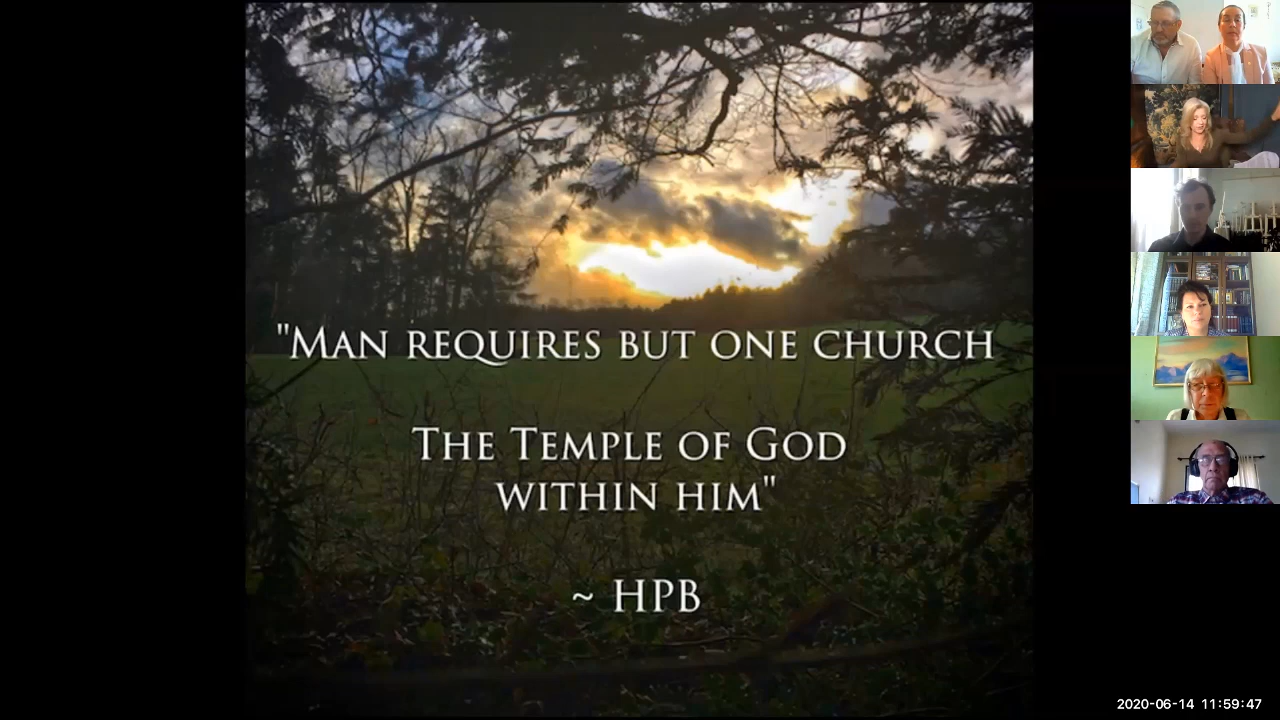 "Man requires but one church
The Temple of God
within him"
~ HPB
2020-06-14 11:59:47